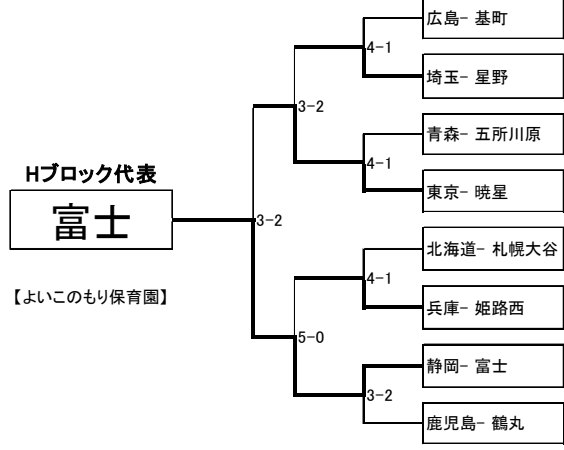 広島- 基町
4-1
埼玉- 星野
3-2
青森- 五所川原
4-1
東京- 暁星
Hブロック代表
富士
3-2
【よいこのもり保育園】
北海道- 札幌大谷
4-1
兵庫- 姫路西
5-0
静岡- 富士
3-2
鹿児島- 鶴丸